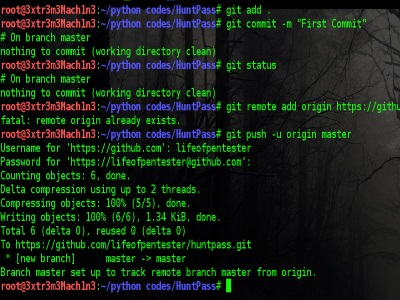 root@3xtr3m3Mach1n3:~/python codes/HuntPass# git add .
root@3xtr3m3Mach1n3:~/python codes/HuntPass# git commit -m "First Commit"
# On branch master
nothing to commit (working directory clean)
root@3xtr3m3Mach1n3:~/python codes/HuntPass# git status
# On branch master
nothing to commit (working directory clean)
root@3xtr3m3Mach1n3:~/python codes/HuntPass# git remote add origin https://githu
fatal: remote origin already exists.
root@3xtr3m3Mach1n3:~/python codes/HuntPass# git push -u origin master
Username for 'https://github.com': lifeofpentester
Password for 'https://lifeofpentester@github.com':
Counting objects: 6, done.
Delta compression using up to 2 threads.
Compressing objects: 100% (5/5), done.
Writing objects: 100% (6/6), 1.34 KiB, done.
Total 6 (delta 0), reused 0 (delta 0)
To https://github.com/lifeofpentester/huntpass.git
 * [new branch]      master -> master
Branch master set up to track remote branch master from origin.
root@3xtr3m3Mach1n3:~/python codes/HuntPass#